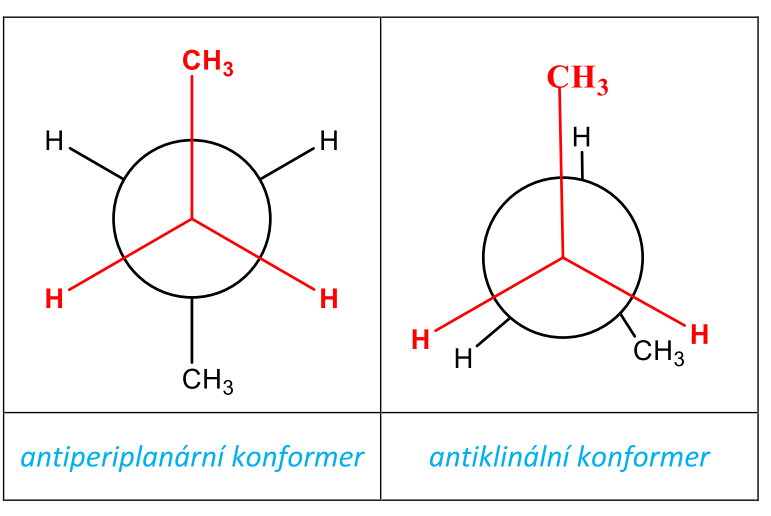 CH3
H
H
H
H
CH3
antiperiplanární konformer
CH3
H
H
H
H
CH3
antiklinální konformer